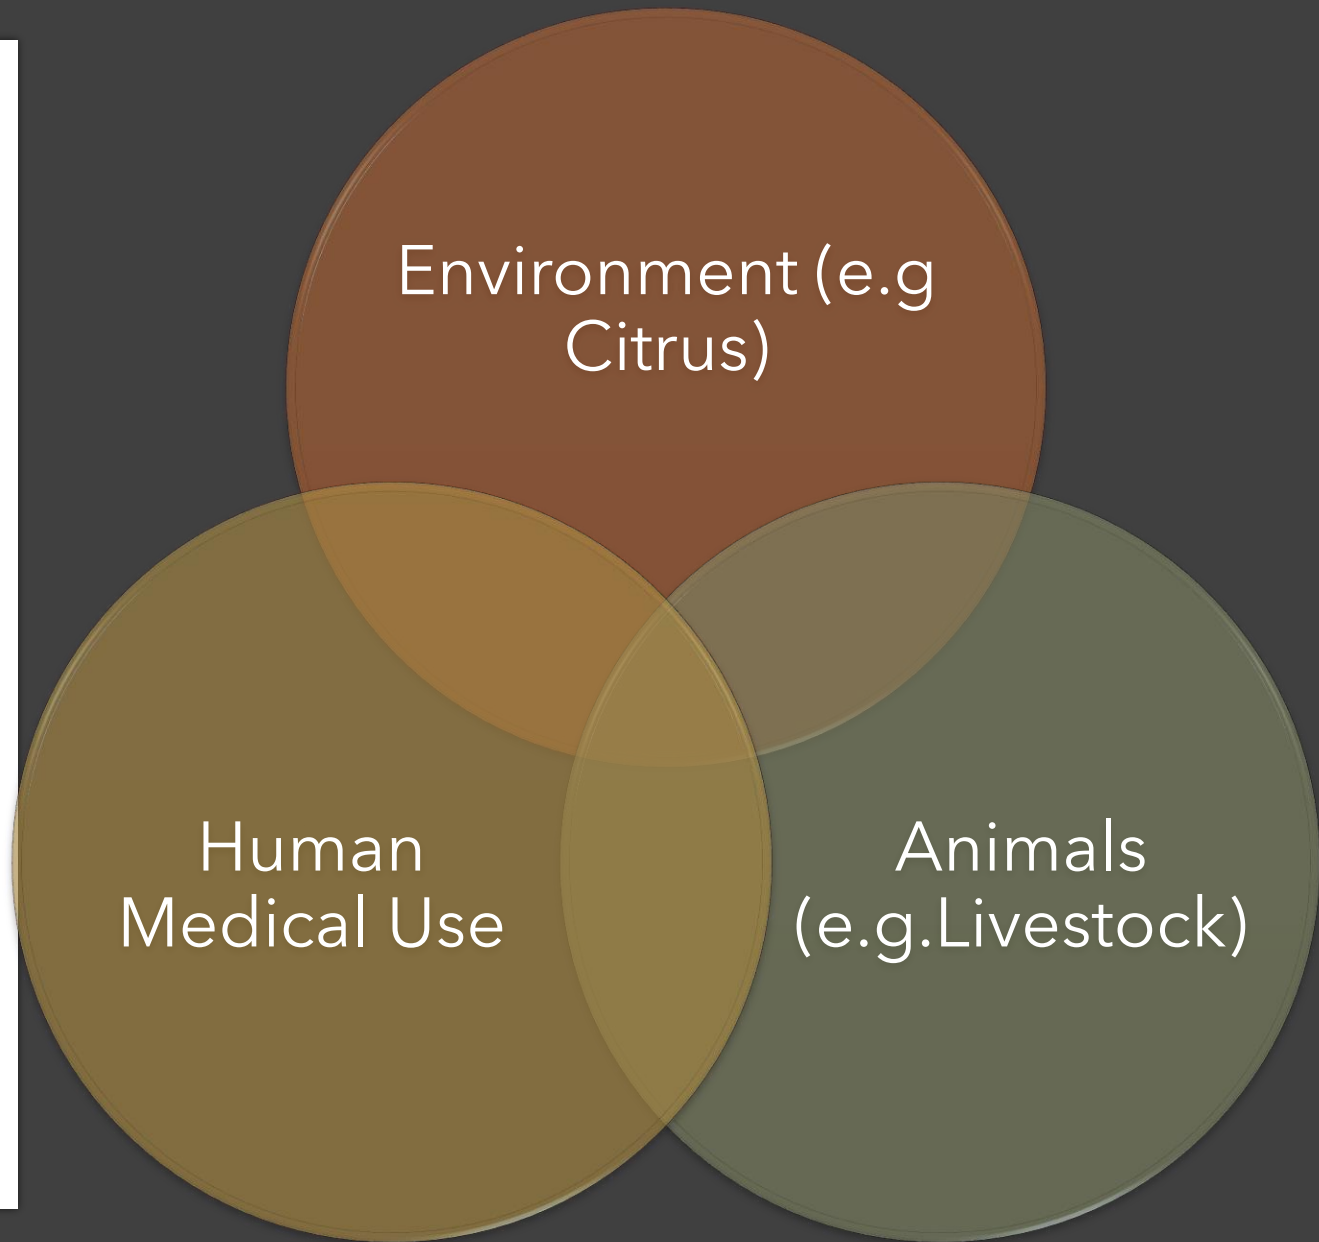 Environment (e.g
Citrus)
Human
Medical Use
Animals
(e.g.Livestock)